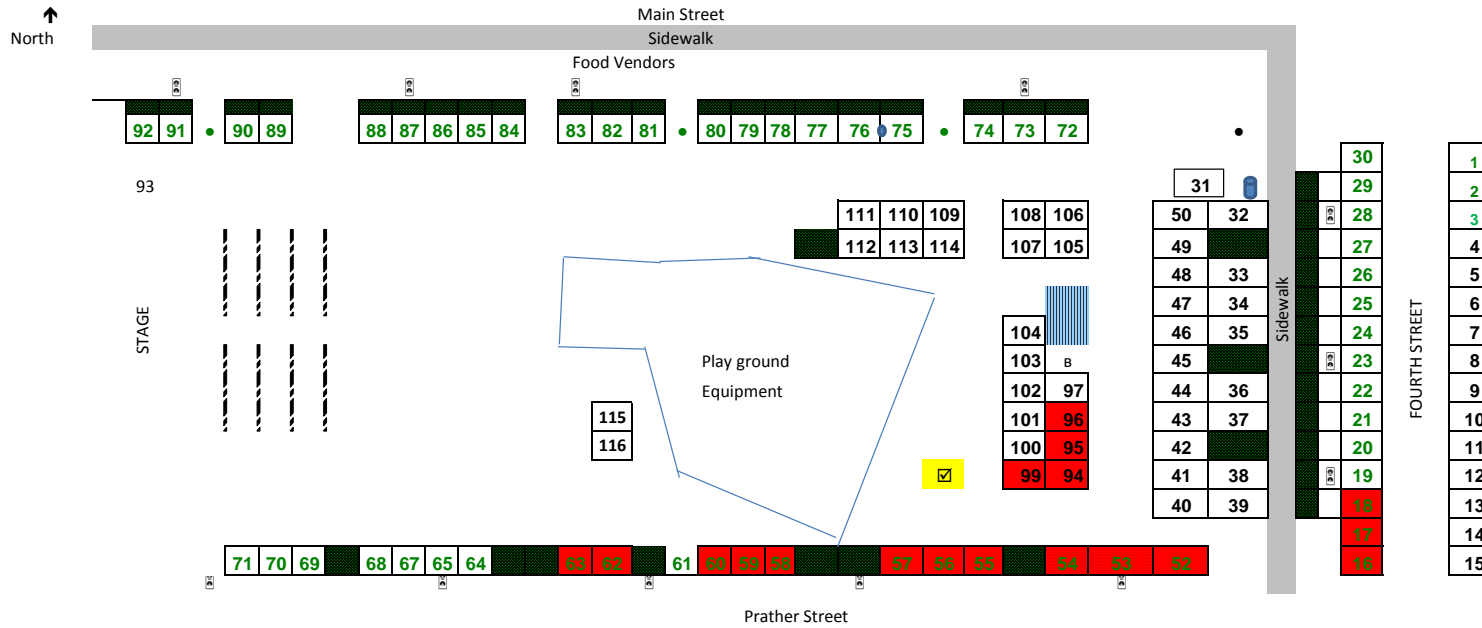 Main Street
North
Sidewalk
Food Vendors
92 91 90 89 88 87 86 85 84 83 82 81 80 79 78 77 76 75 74 73 72
30 1
93 31 29 2
111 110 109 108 106 50 32 28 3
112 113 114 107 105 49 27 4
48 33 26 5
47 34 25 6
STAGE
Sidewalk
FOURTH STREET
104 46 35 24 7
Play ground
103 B 45 23 8
Equipment
102 97 44 36 22 9
115 101 96 43 37 21 10
116 100 95 42 20 11
99 94 41 38 19 12
40 39 18 13
17 14
71 70 69 68 67 65 64 63 62 61 60 59 58 57 56 55 54 53 52 16 15
Prather Street